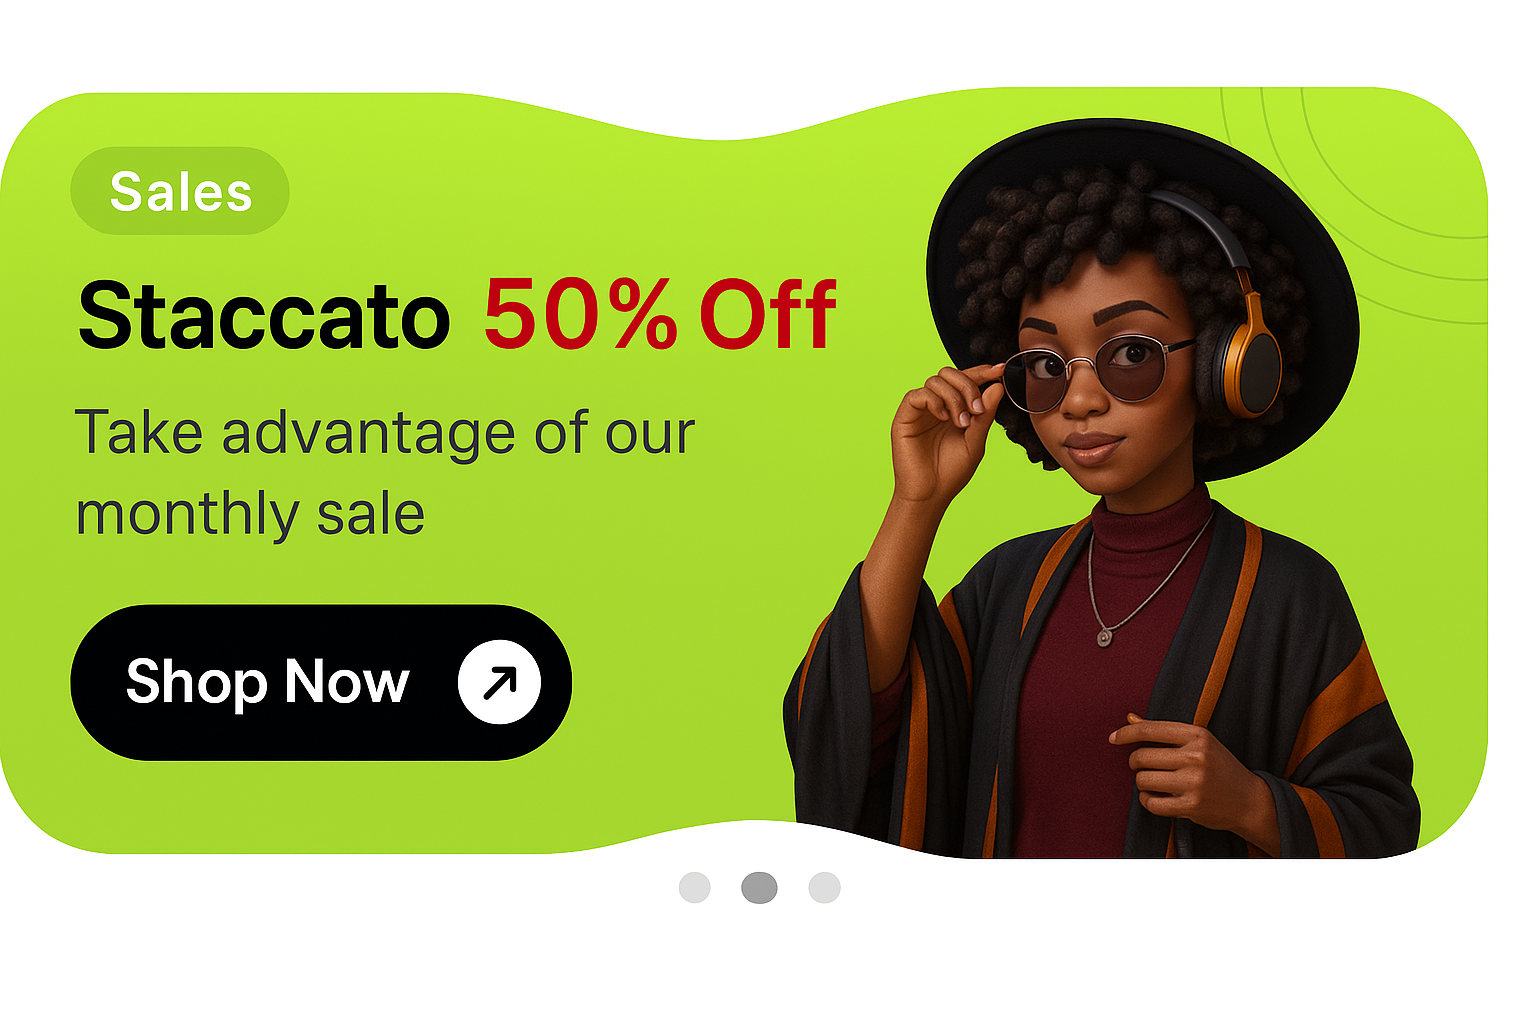 Sales
Staccato 50% Off
Take advantage of our
monthly sale
Shop Now